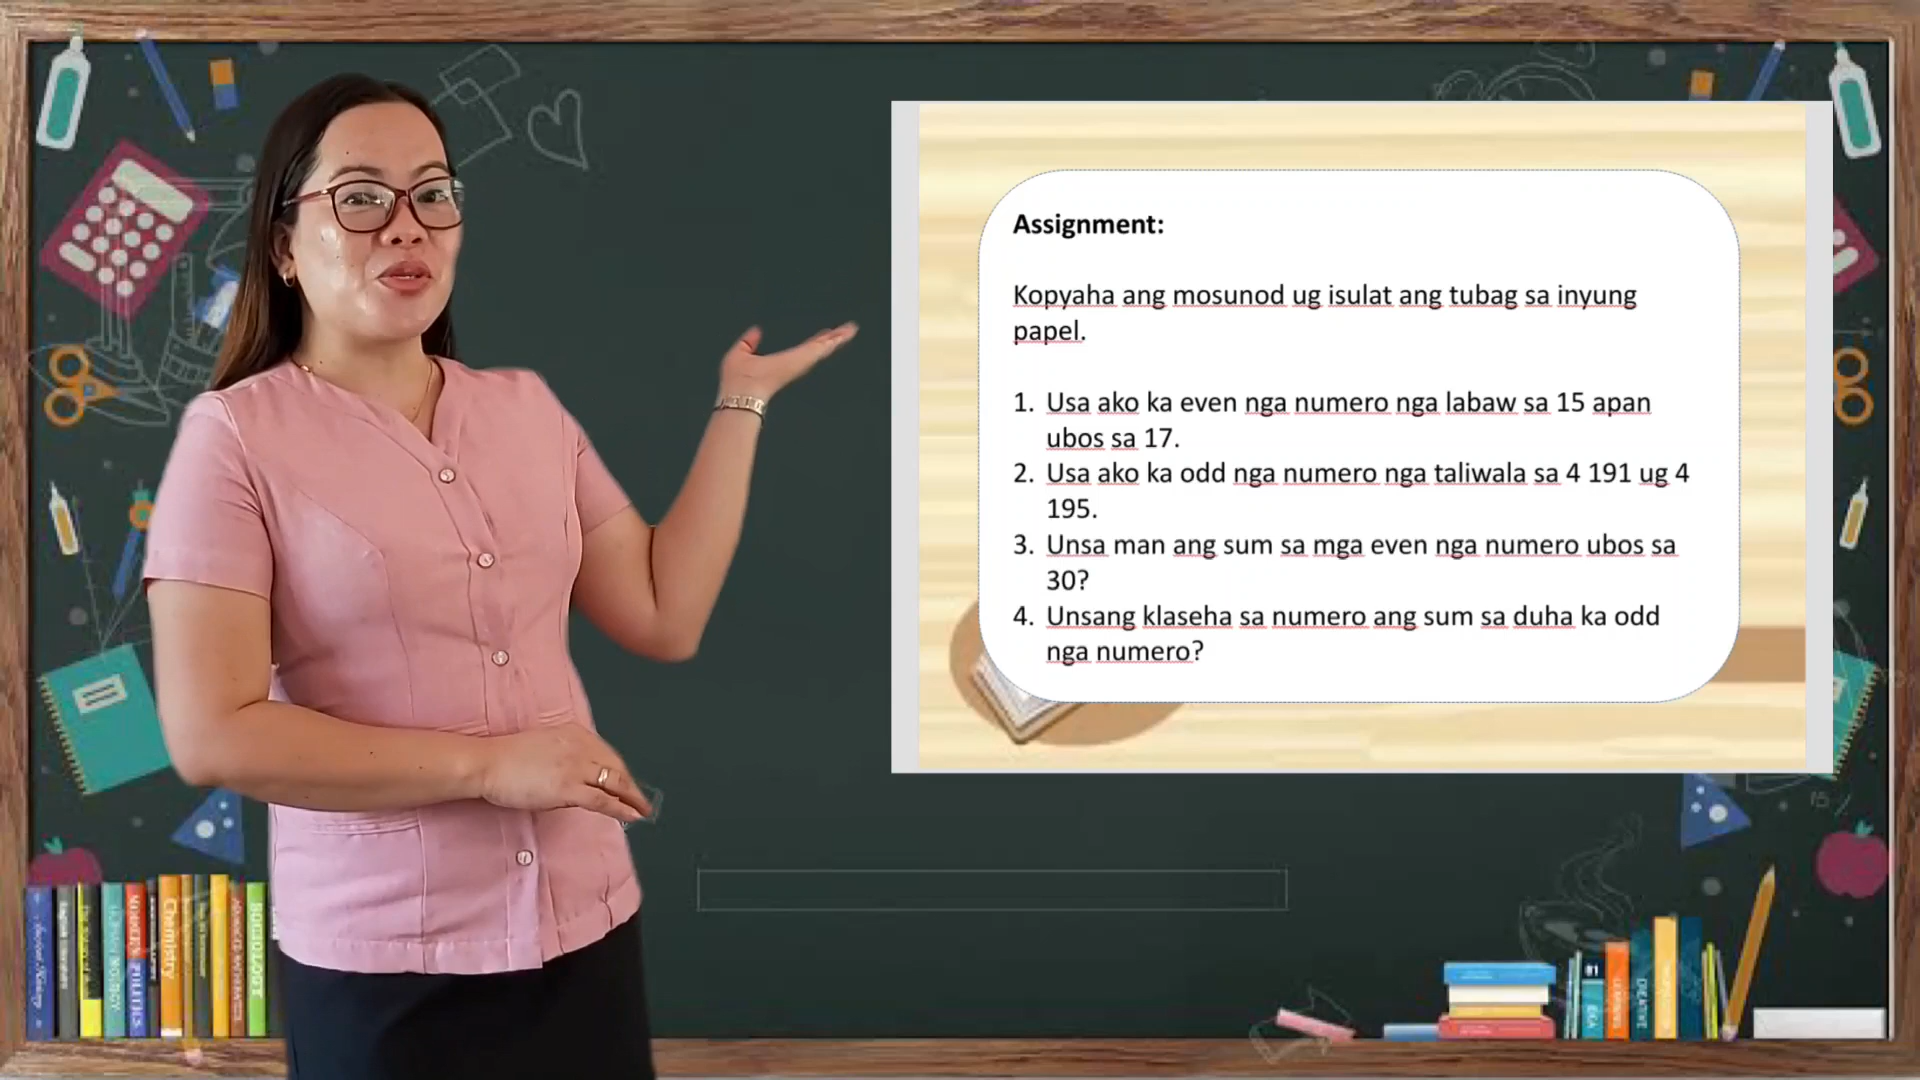 Assignment:
Kopyaha ang mosunod ug isulat ang tubag sa inyung
papel.
1. Usa ako ka even nga numero nga labaw sa 15 apan
ubos sa 17.
2. Usa ako ka odd nga numero nga taliwala sa 4 191 ug 4
195.
3. Unsa man ang sum sa mga even nga numero ubos sa
30?
4. Unsang klaseha sa numero ang sum sa duha ka odd
nga numero?
Chemistry